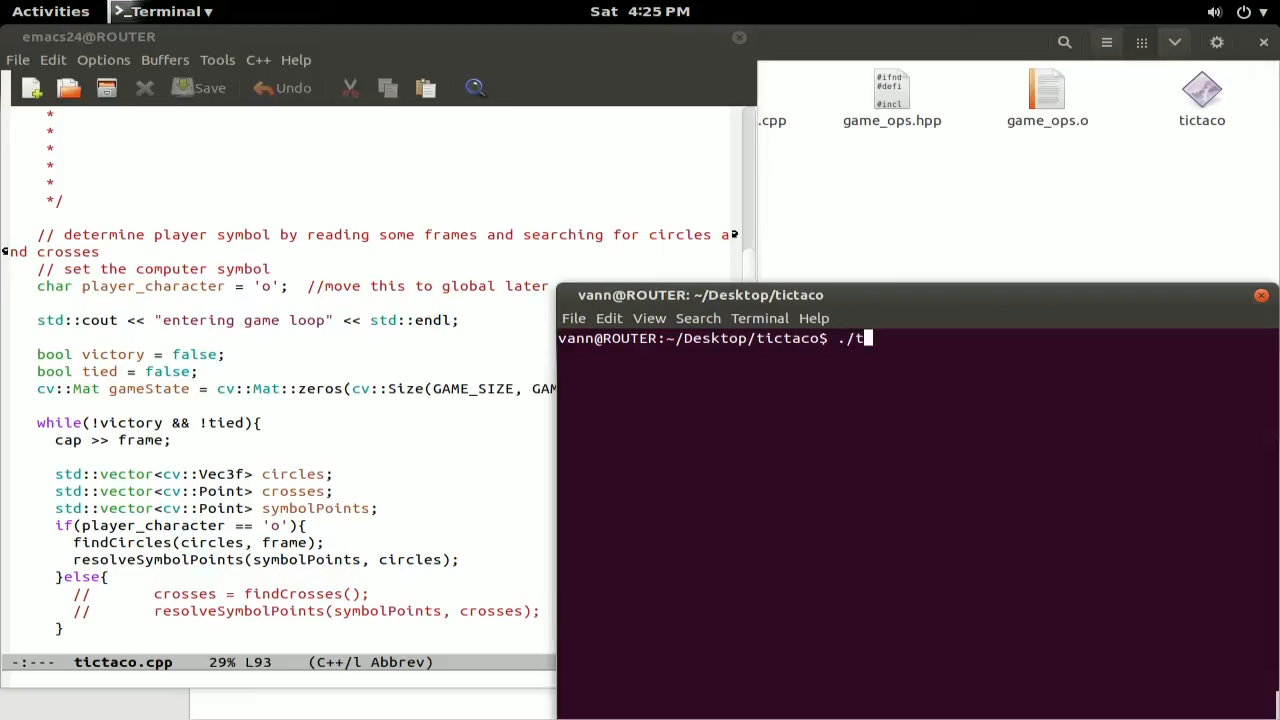 Activities >_Terminal ▾ Sat 4:25 PM
emacs24@ROUTER
File Edit Options Buffers Tools C++ Help
Save Undo
*
*
*
*
*
*/
// determine player symbol by reading some frames and searching for circles a
nd crosses
// set the computer symbol
char player_character = 'o'; //move this to global later
std::cout << "entering game loop" << std::endl;
bool victory = false;
bool tied = false;
cv::Mat gameState = cv::Mat::zeros(cv::Size(GAME_SIZE, GAM
while(!victory && !tied){
cap >> frame;
std::vector<cv::Vec3f> circles;
std::vector<cv::Point> crosses;
std::vector<cv::Point> symbolPoints;
if(player_character == 'o'){
findCircles(circles, frame);
resolveSymbolPoints(symbolPoints, circles);
}else{
// crosses = findCrosses();
// resolveSymbolPoints(symbolPoints, crosses);
}
-:--- tictaco.cpp 29% L93 (C++/l Abbrev)
#ifnd
#defi
#incl
.cpp game_ops.hpp game_ops.o tictaco
vann@ROUTER: ~/Desktop/tictaco
File Edit View Search Terminal Help
vann@ROUTER:~/Desktop/tictaco$ ./t